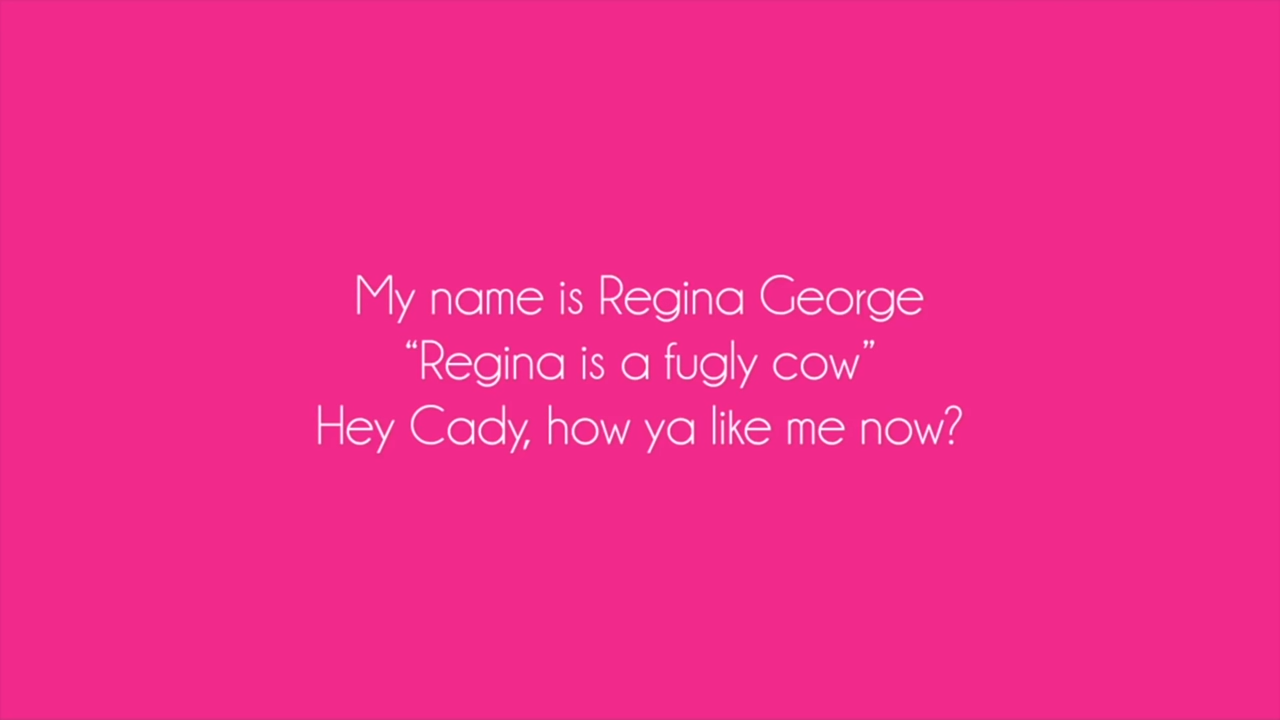 My name is Regina George
“Regina is a fugly cow”
Hey Cady, how ya like me now?